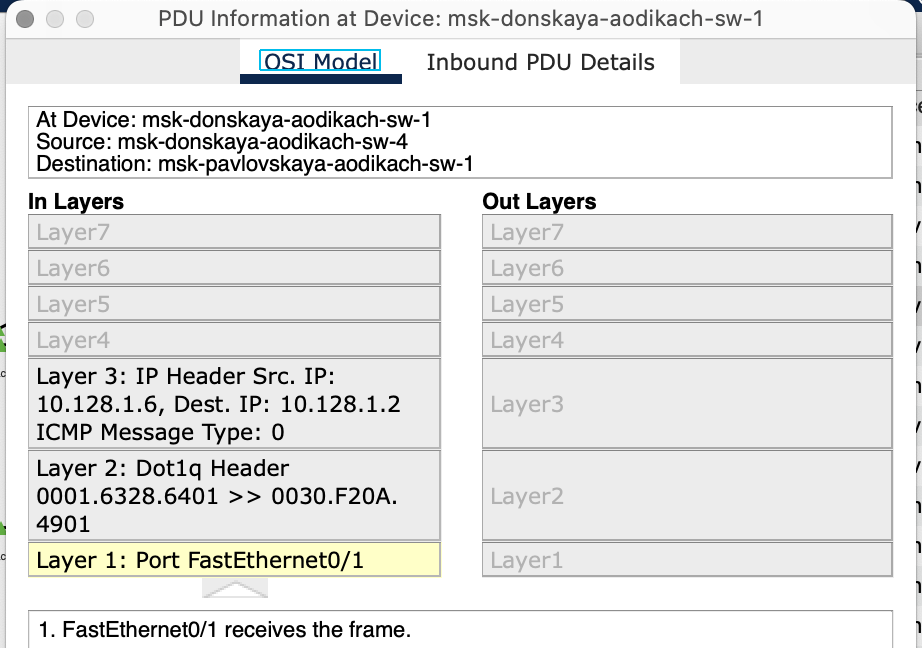 PDU Information at Device: msk-donskaya-aodikach-sw-1
OSI Model
Inbound PDU Details
At Device: msk-donskaya-aodikach-sw-1
Source: msk-donskaya-aodikach-sw-4
Destination: msk-pavlovskaya-aodikach-sw-1
In Layers
Layer7
Layer6
Layer5
Layer4
Layer 3: IP Header Src. IP:
10.128.1.6, Dest. IP: 10.128.1.2
ICMP Message Type: 0
Layer 2: Dot1q Header
0001.6328.6401 >> 0030.F20A.
4901
Layer 1: Port FastEthernet0/1
Out Layers
Layer7
Layer6
Layer5
Layer4
Layer3
Layer2
Layer1
1. FastEthernet0/1 receives the frame.